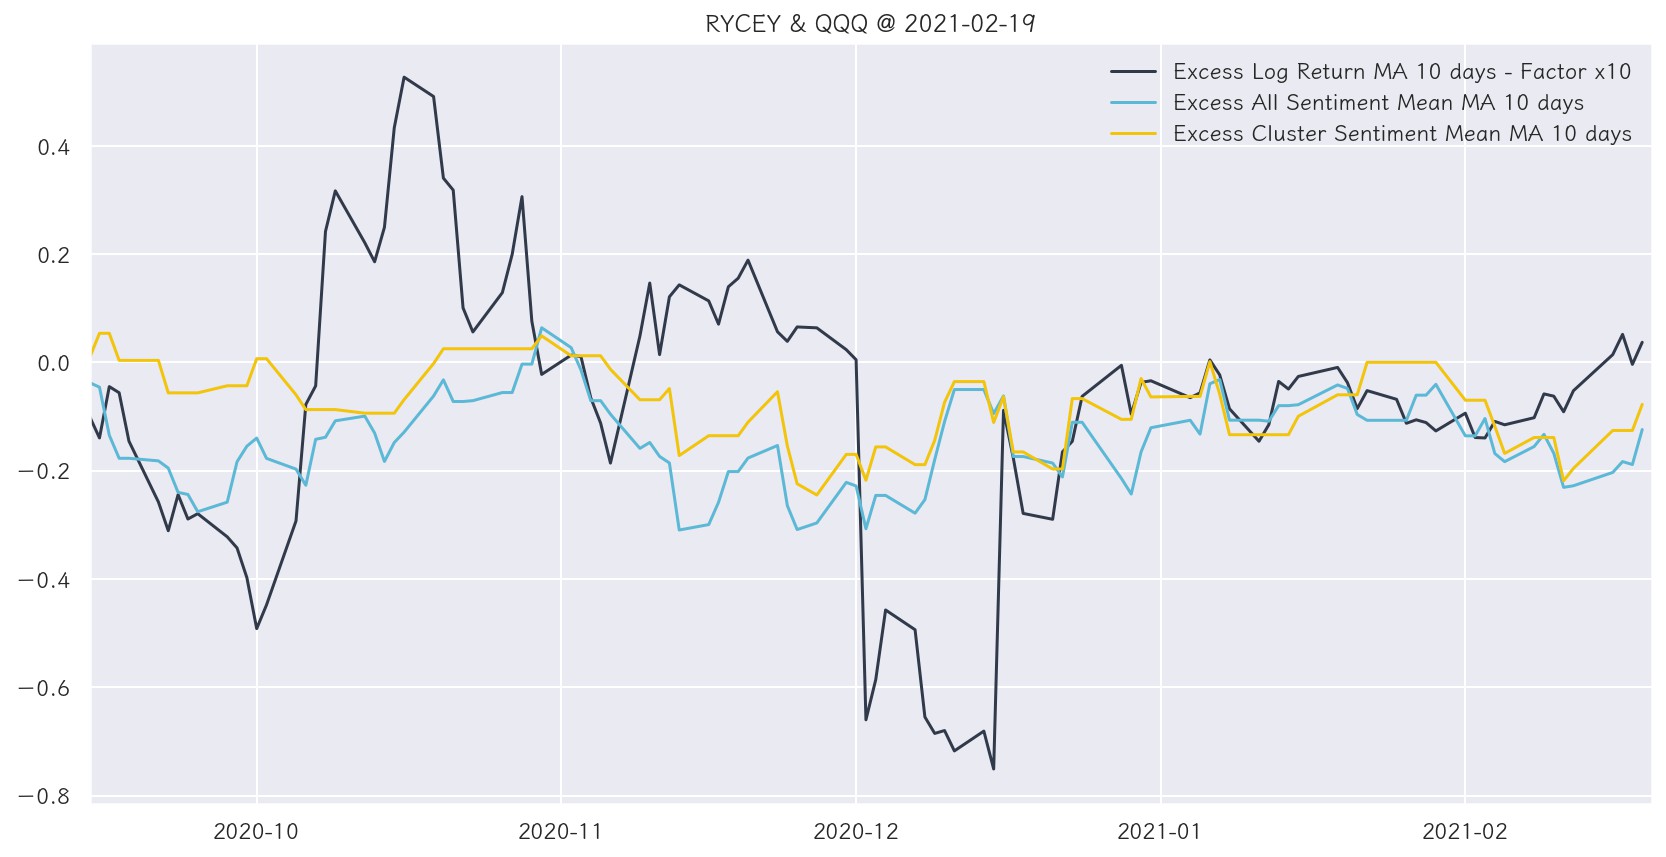 RYCEY & QQQ @ 2021-02-19
Excess Log Return MA 10 days - Factor x10
Excess All Sentiment Mean MA 10 days
Excess Cluster Sentiment Mean MA 10 days
0.4
0.2
0.0
−0.2
−0.4
−0.6
−0.8
2020-10 2020-11 2020-12 2021-01 2021-02